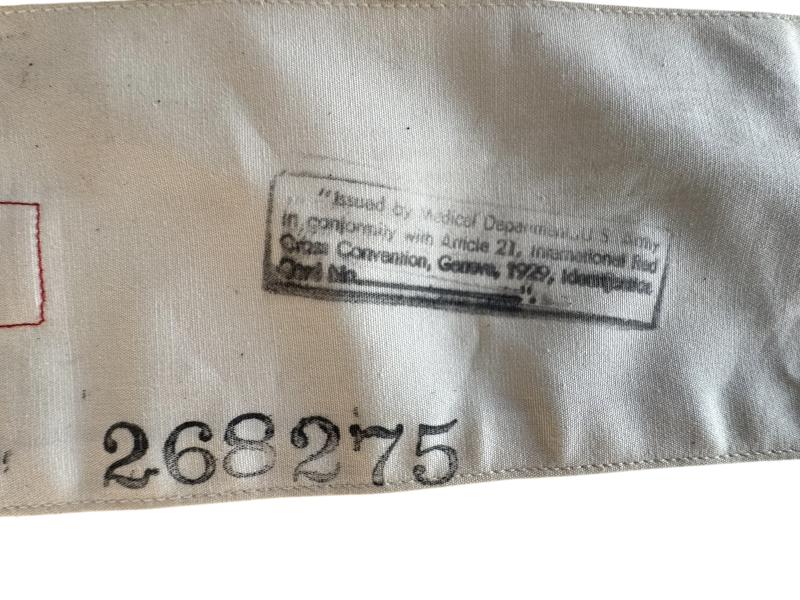 "Issued by Medical Department, U.S. Army
in conformity with Article 21, International Red
Cross Convention, Geneva, 1929, Identification
Card No.____________".
268275